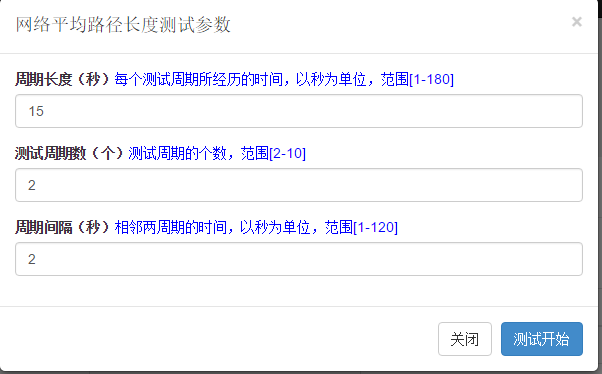 网络平均路径长度测试参数 ×
周期长度（秒）每个测试周期所经历的时间，以秒为单位，范围[1-180]
15
测试周期数（个）测试周期的个数，范围[2-10]
2
周期间隔（秒）相邻两周期的时间，以秒为单位，范围[1-120]
2
关闭 测试开始